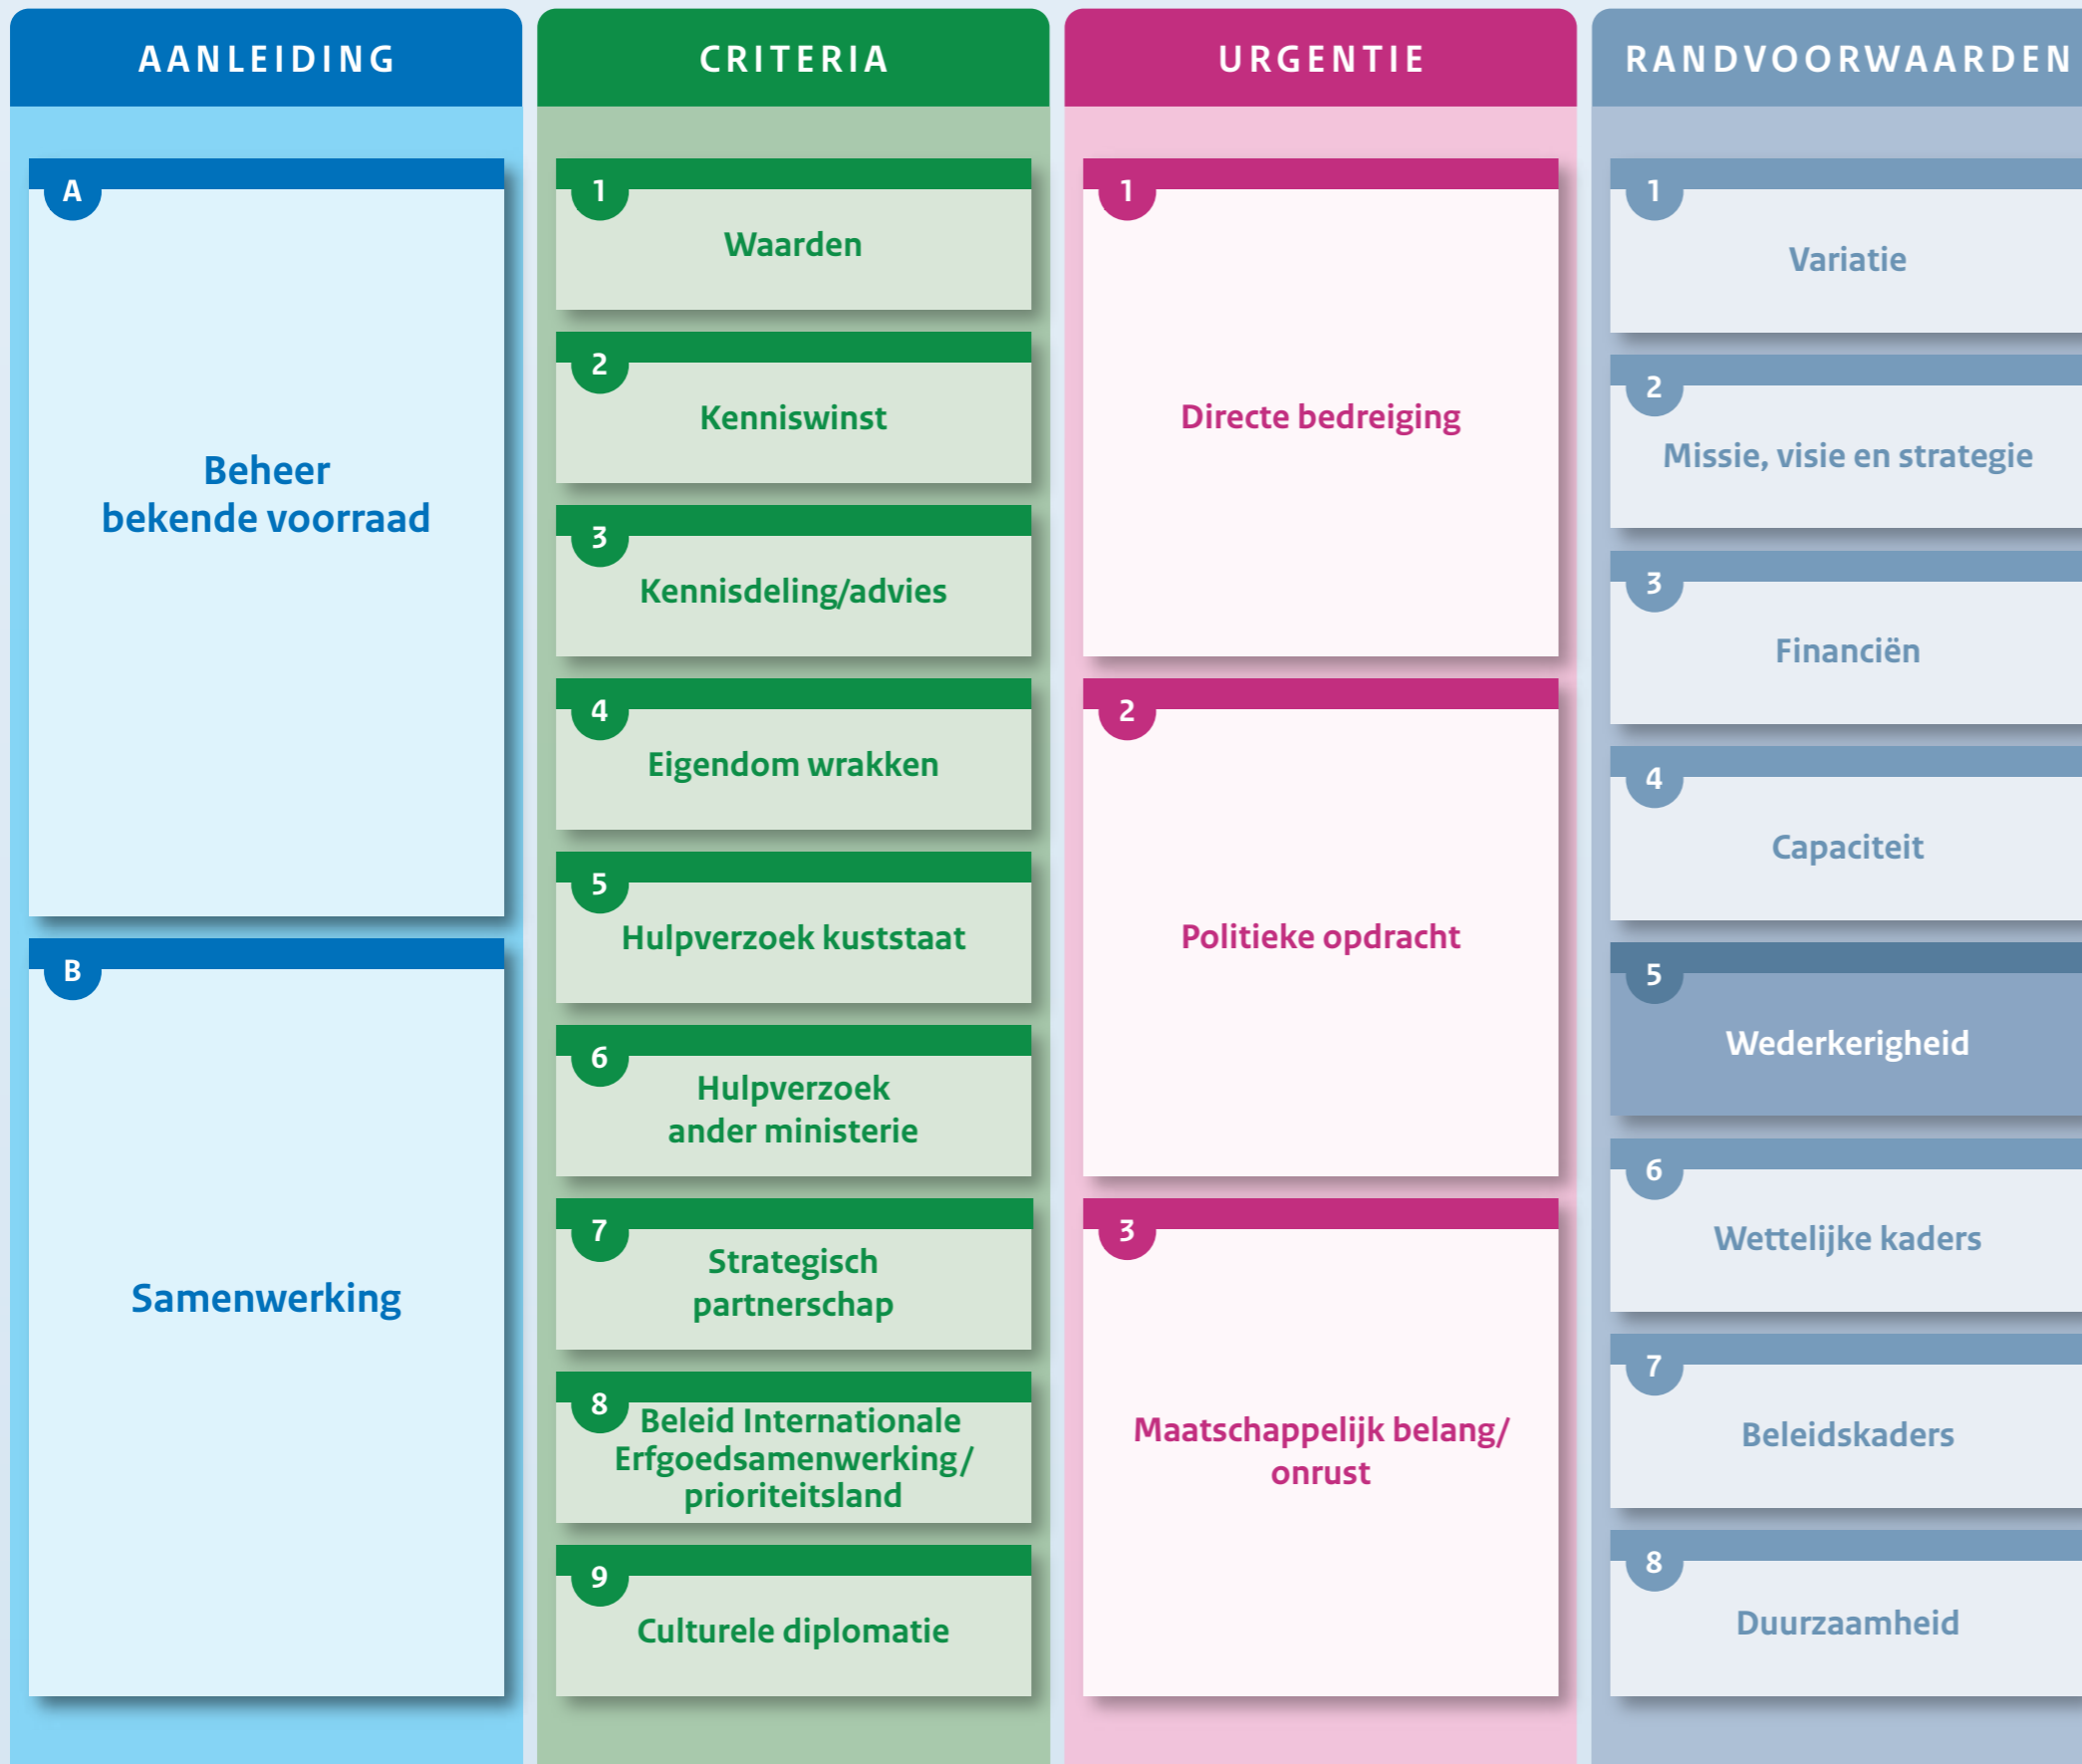 AANLEIDING
A
Beheer
bekende voorraad
B
Samenwerking
CRITERIA
1
Waarden
2
Kenniswinst
3
Kennisdeling/advies
4
Eigendom wrakken
5
Hulpverzoek kuststaat
6
Hulpverzoek
ander ministerie
7
Strategisch
partnerschap
8
Beleid Internationale
Erfgoedsamenwerking/
prioriteitsland
9
Culturele diplomatie
URGENTIE
1
Directe bedreiging
2
Politieke opdracht
3
Maatschappelijk belang/
onrust
RANDVOORWAARDEN
1
Variatie
2
Missie, visie en strategie
3
Financiën
4
Capaciteit
5
Wederkerigheid
6
Wettelijke kaders
7
Beleidskaders
8
Duurzaamheid